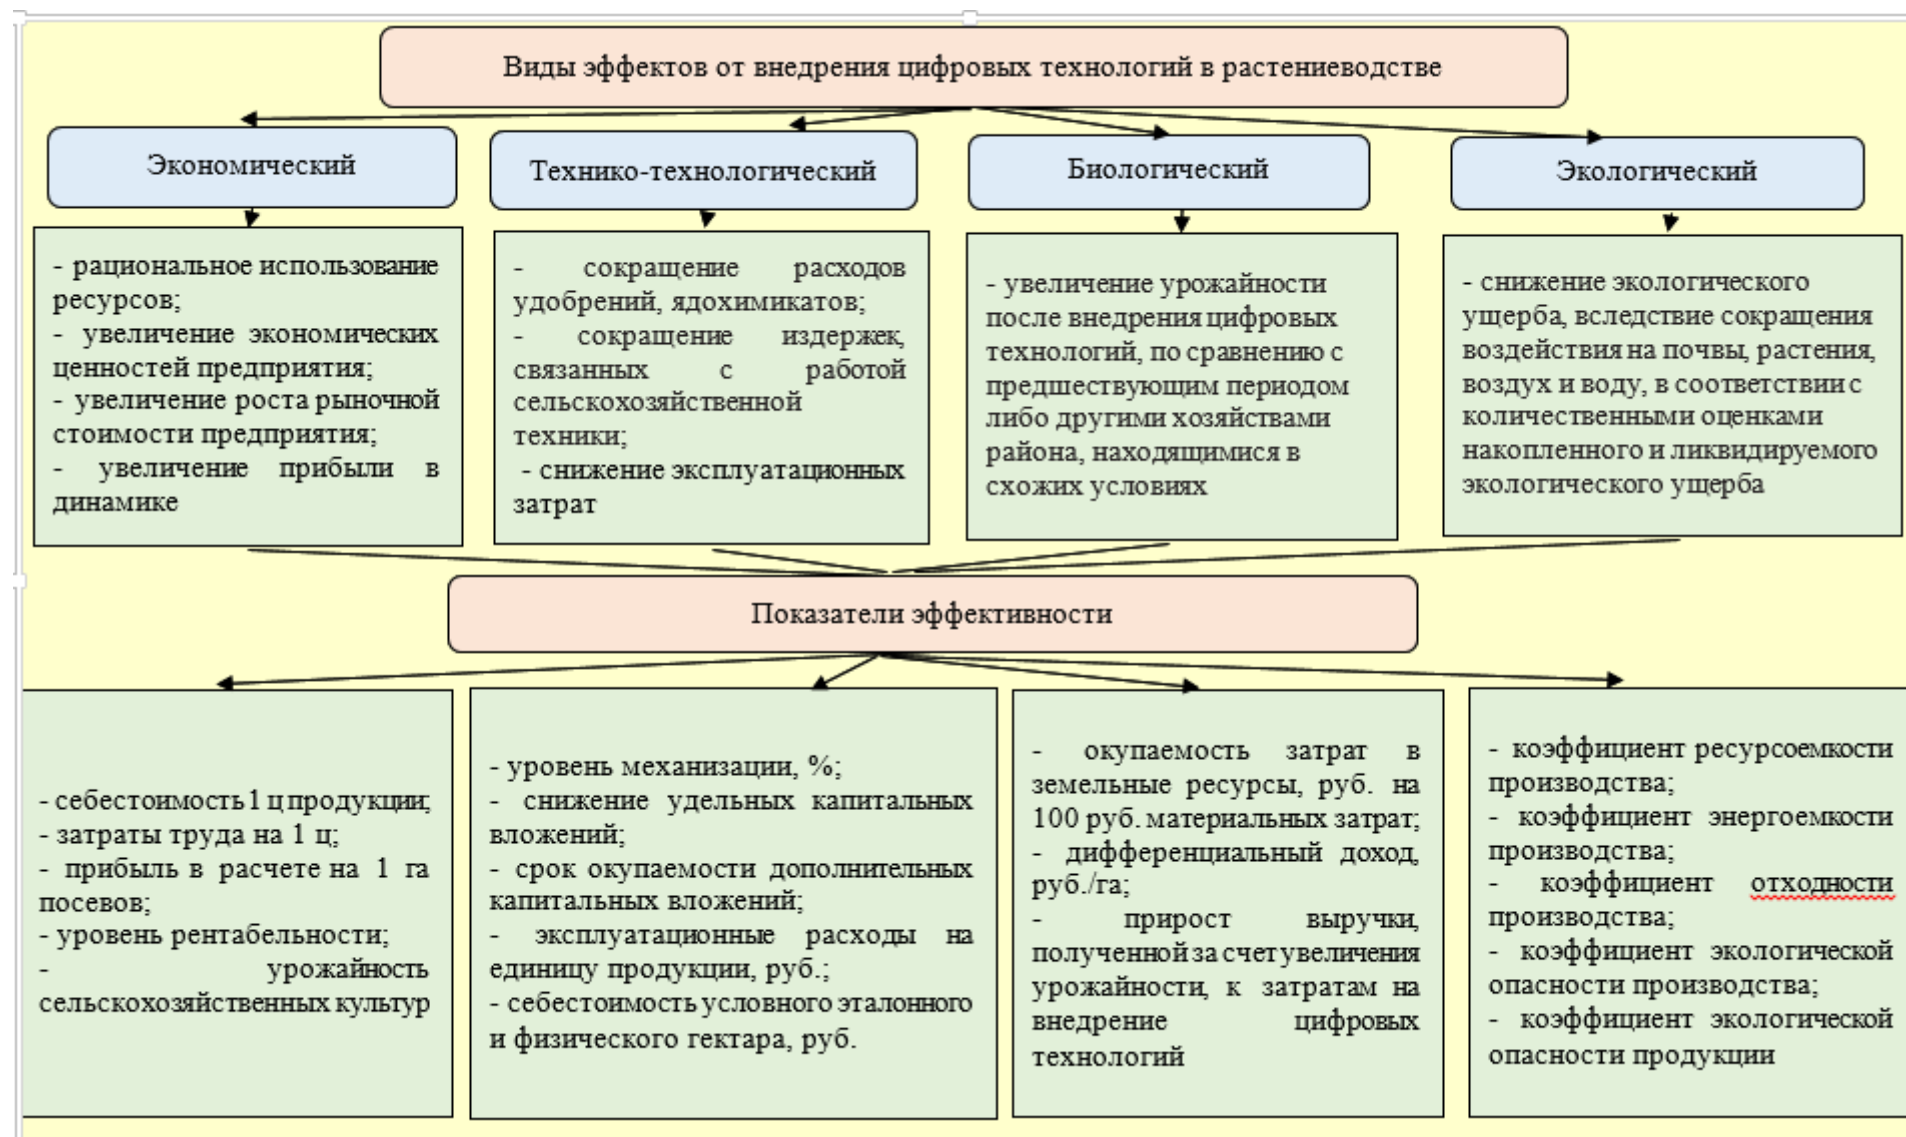 Виды эффектов от внедрения цифровых технологий в растениеводстве
Экономический
Технико-технологический
Биологический
Экологический
- рациональное использование
ресурсов;
- увеличение экономических
ценностей предприятия;
- увеличение роста рыночной
стоимости предприятия;
- увеличение прибыли в
динамике
- сокращение расходов
удобрений, ядохимикатов;
- сокращение издержек,
связанных с работой
сельскохозяйственной
техники;
- снижение эксплуатационных
затрат
- увеличение урожайности
после внедрения цифровых
технологий, по сравнению с
предшествующим периодом
либо другими хозяйствами
района, находящимися в
схожих условиях
- снижение экологического
ущерба, вследствие сокращения
воздействия на почвы, растения,
воздух и воду, в соответствии с
количественными оценками
накопленного и ликвидируемого
экологического ущерба
Показатели эффективности
- себестоимость 1 ц продукции;
- затраты труда на 1 ц;
- прибыль в расчете на 1 га
посевов;
- уровень рентабельности;
- урожайность
сельскохозяйственных культур
- уровень механизации, %;
- снижение удельных капитальных
вложений;
- срок окупаемости дополнительных
капитальных вложений;
- эксплуатационные расходы на
единицу продукции, руб.;
- себестоимость условного эталонного
и физического гектара, руб.
- окупаемость затрат в
земельные ресурсы, руб. на
100 руб. материальных затрат;
- дифференциальный доход,
руб./га;
- прирост выручки,
полученной за счет увеличения
урожайности, к затратам на
внедрение цифровых
технологий
- коэффициент ресурсоемкости
производства;
- коэффициент энергоемкости
производства;
- коэффициент отходности
производства;
- коэффициент экологической
опасности производства;
- коэффициент экологической
опасности продукции